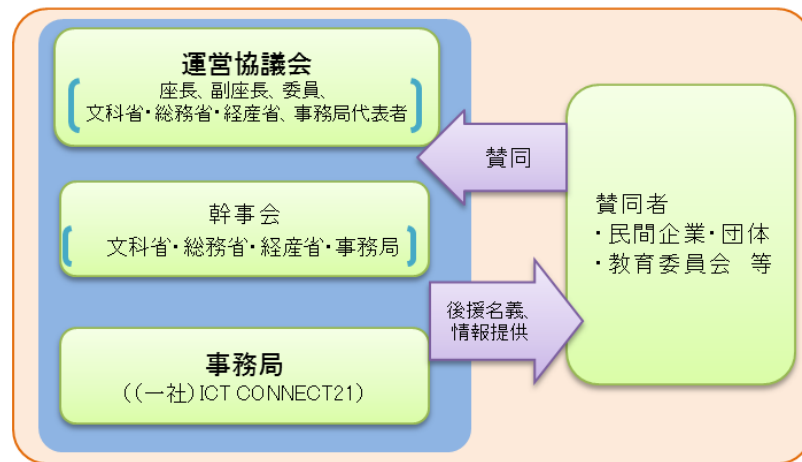 運営協議会
座長、副座長、委員、
文科省・総務省・経産省、事務局代表者
賛同
幹事会
文科省・総務省・経産省・事務局
賛同者
・民間企業・団体
・教育委員会 等
後援名義、
情報提供
事務局
((一社)ICT CONNECT21)